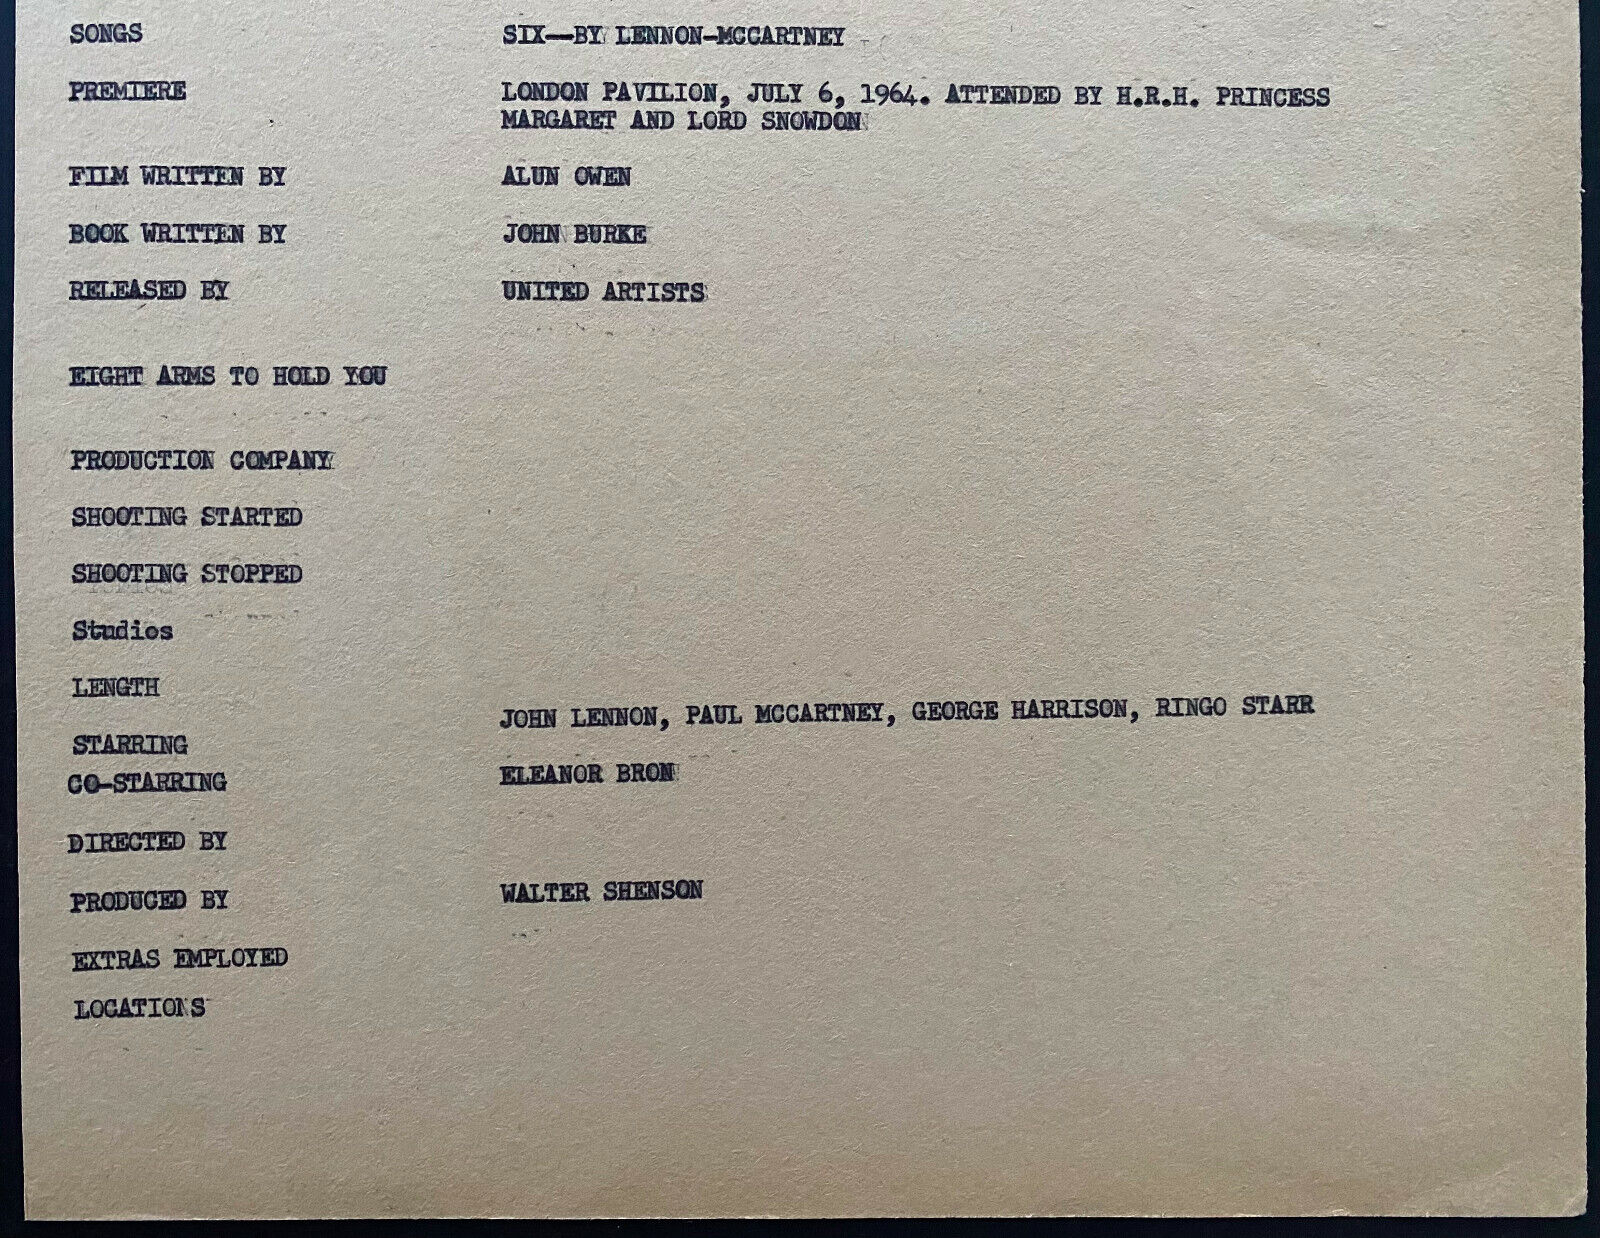 SONGS SIX—BY LENNON-MCCARTNEY
PREMIERE LONDON PAVILION, JULY 6, 1964. ATTENDED BY H.R.H. PRINCESS
MARGARET AND LORD SNOWDON
FILM WRITTEN BY ALUN OWEN
BOOK WRITTEN BY JOHN BURKE
RELEASED BY UNITED ARTISTS
EIGHT ARMS TO HOLD YOU
PRODUCTION COMPANY
SHOOTING STARTED
SHOOTING STOPPED
Studios
LENGTH
JOHN LENNON, PAUL MCCARTNEY, GEORGE HARRISON, RINGO STARR
STARRING
CO-STARRING ELEANOR BRON
DIRECTED BY
PRODUCED BY WALTER SHENSON
EXTRAS EMPLOYED
LOCATIONS